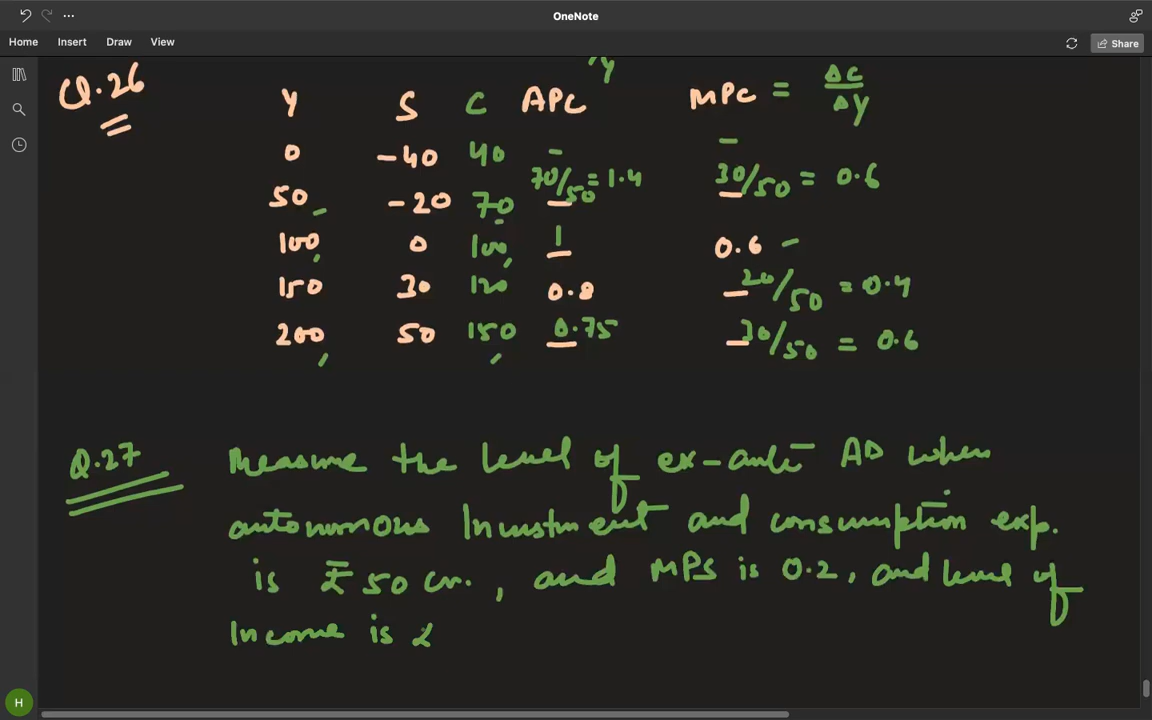 OneNote
Home Insert Draw View Share
Q.26
Y S C APC MPC = ΔC/ΔY
0 -40 40 - -
50 -20 70 70/50 = 1.4 30/50 = 0.6
100 0 100 1 0.6
150 30 120 0.8 20/50 = 0.4
200 50 150 0.75 30/50 = 0.6
Q.27 Measure the level of ex-ante AD when
autonomous Investment and consumption exp.
is ₹ 50 cr., and MPS is 0.2, and level of
Income is
H